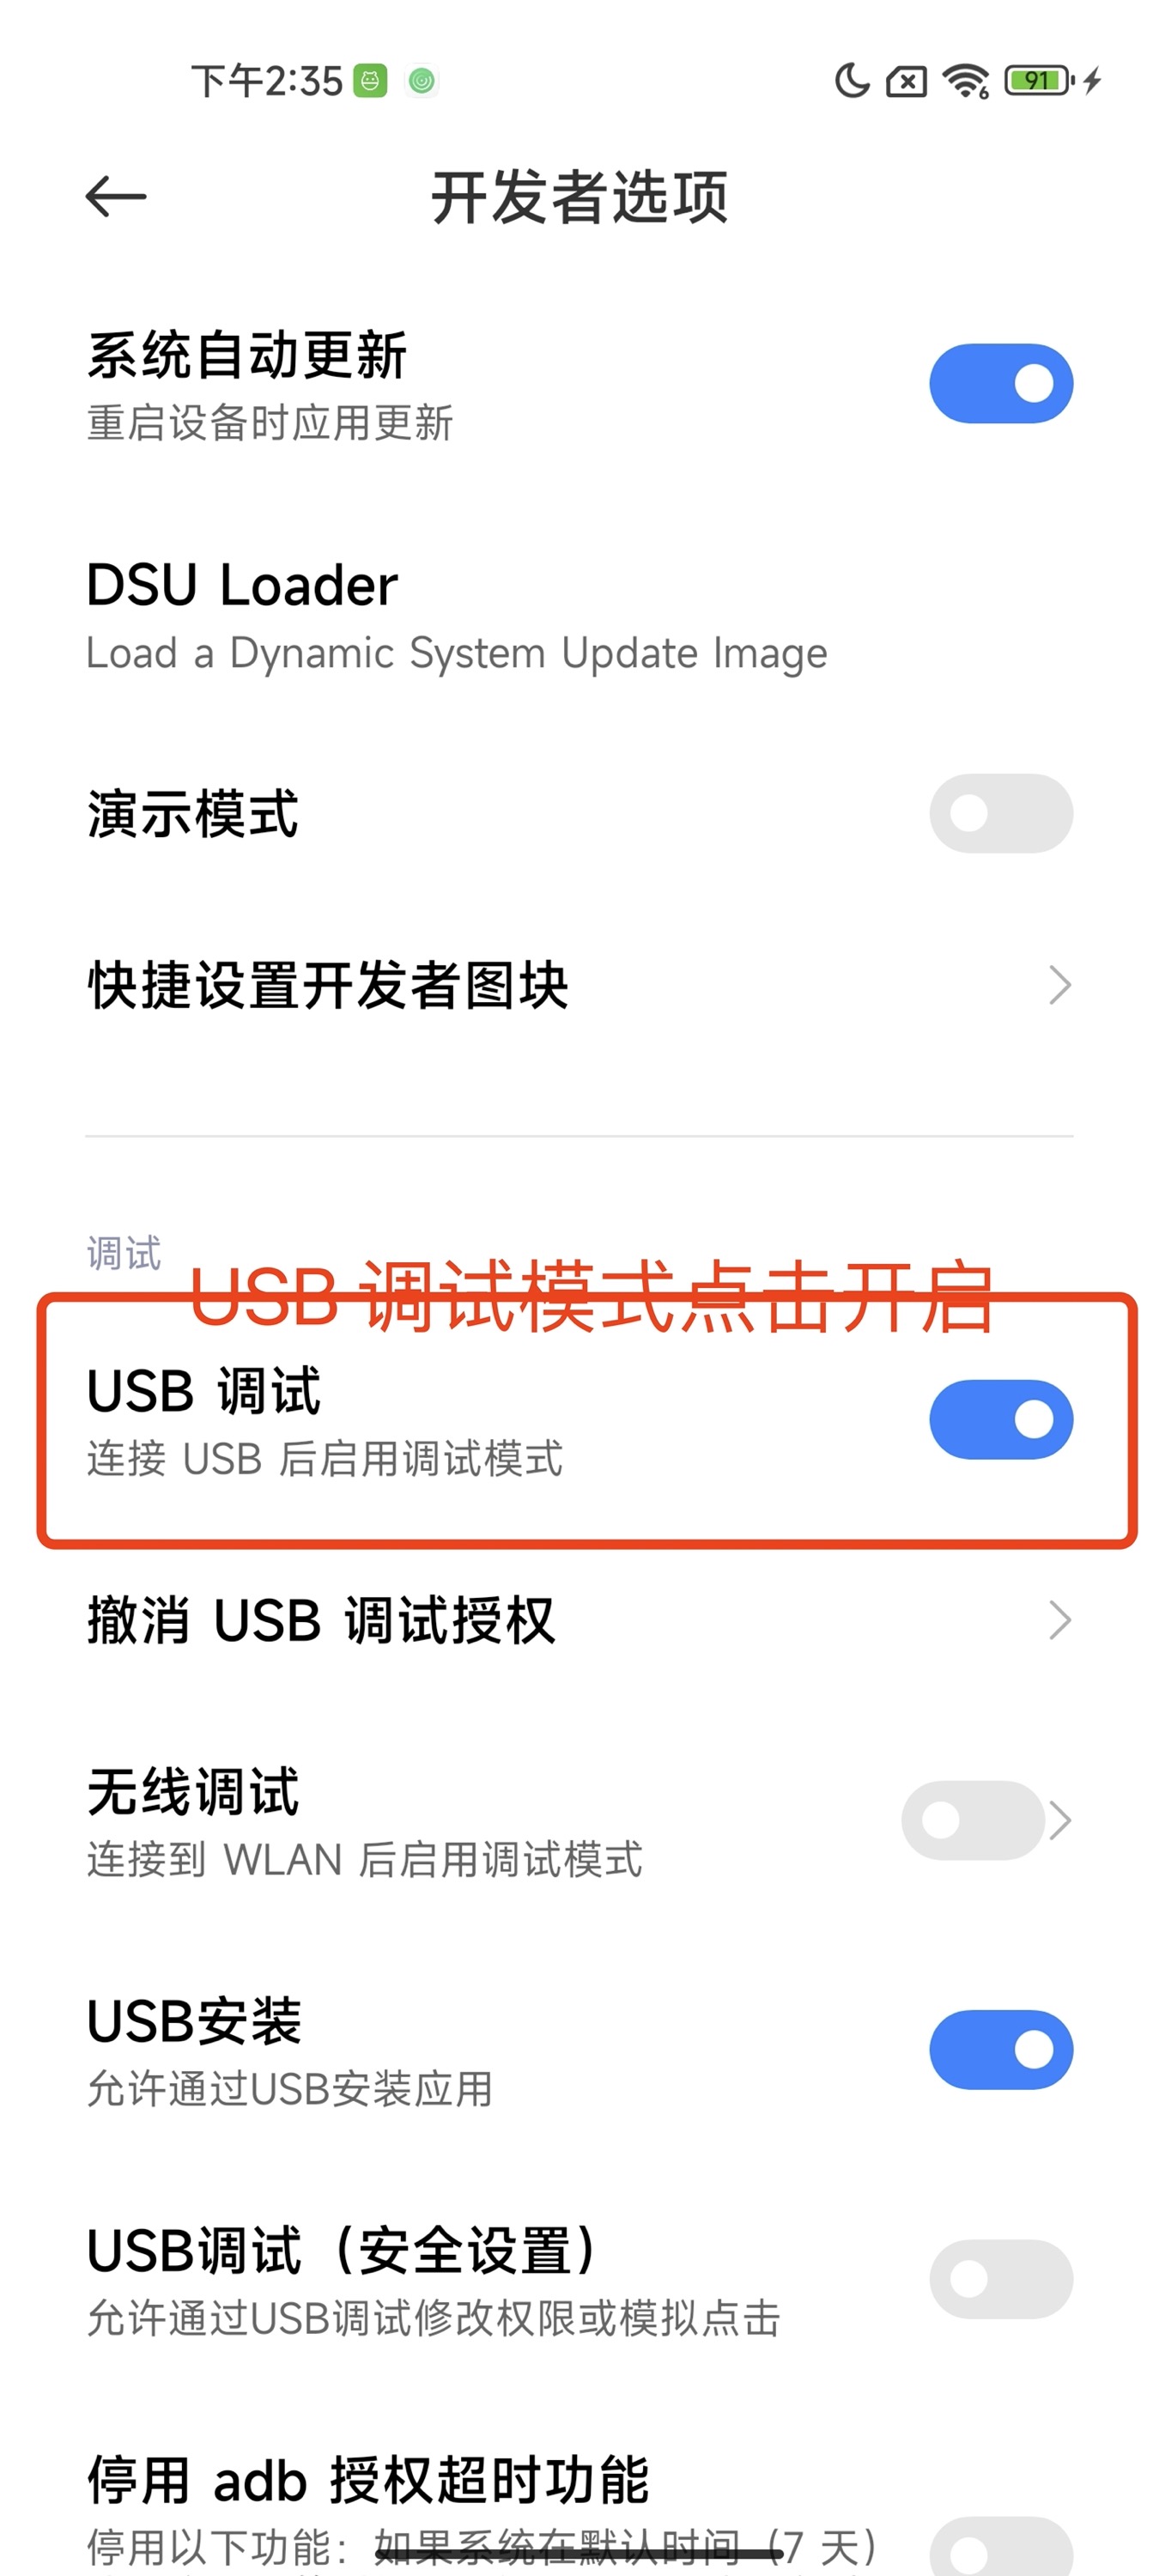 下午2:35
6
91
开发者选项
系统自动更新
重启设备时应用更新
DSU Loader
Load a Dynamic System Update Image
演示模式
快捷设置开发者图块
调试
USB 调试模式点击开启
USB 调试
连接 USB 后启用调试模式
撤消 USB 调试授权
无线调试
连接到 WLAN 后启用调试模式
USB安装
允许通过USB安装应用
USB调试（安全设置）
允许通过USB调试修改权限或模拟点击
停用 adb 授权超时功能
停用以下功能：如果系统在默认时间（7 天）